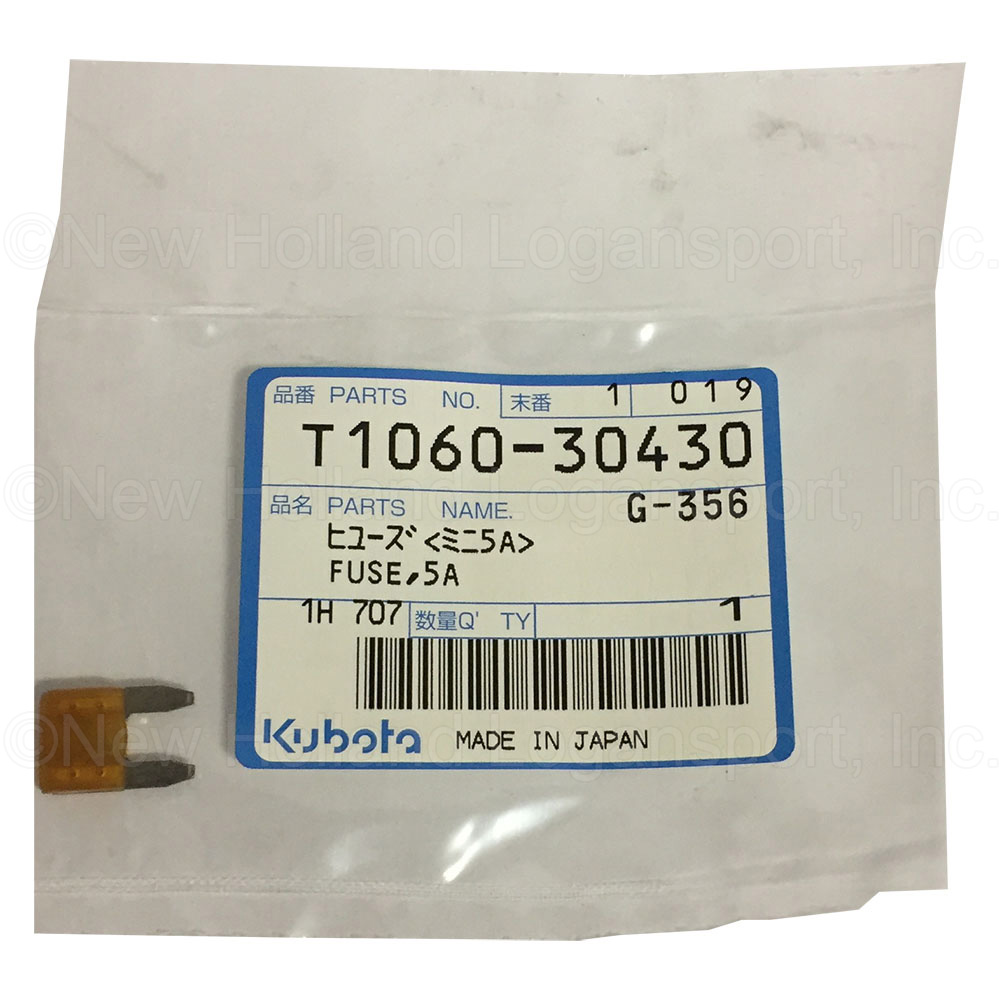 ©New Holland Logansport, Inc.
品番 PARTS NO. 末番 1 019
T1060-30430
©New Holland Logansport, Inc.
品名 PARTS NAME. G-356
ヒューズ<ミニ5A>
FUSE,5A
1H 707 数量Q'TY 1
Kubota MADE IN JAPAN
©New Holland Logansport, Inc.